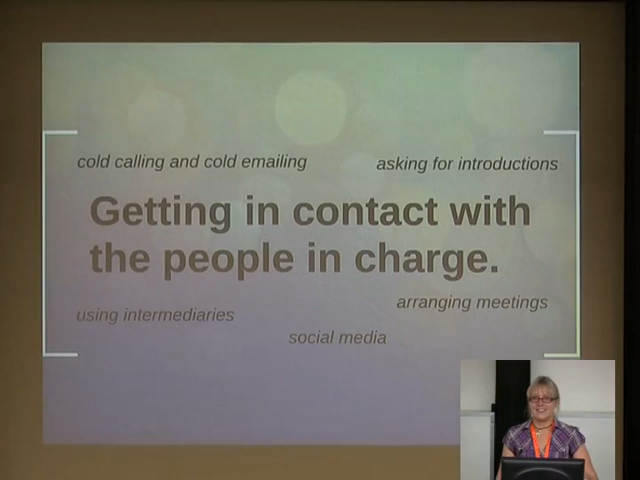 cold calling and cold emailing
asking for introductions
Getting in contact with
the people in charge.
arranging meetings
using intermediaries
social media